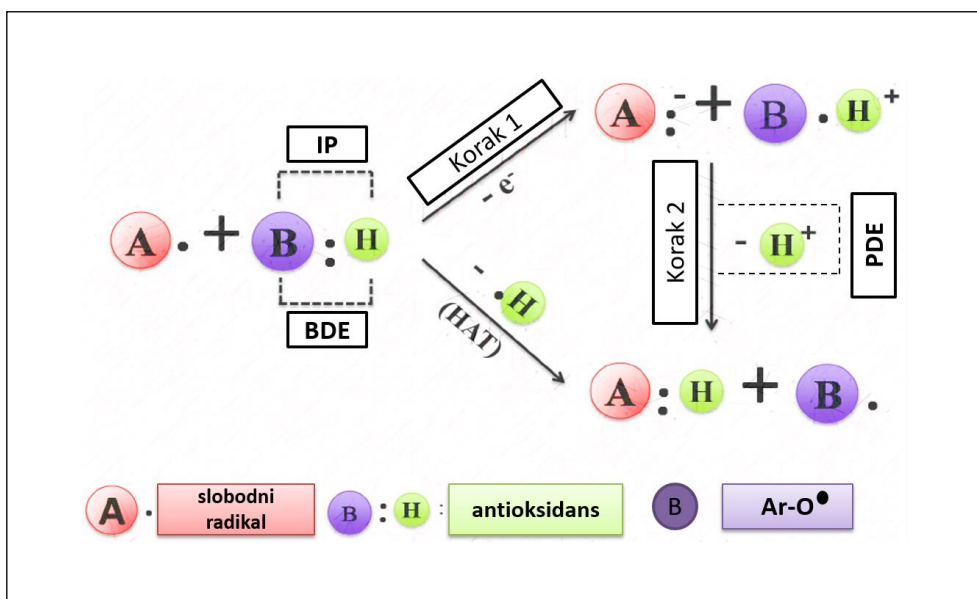 IP
Korak 1
- e-
A : - + B . H +
A . + B : H
BDE
- . H
(HAT)
Korak 2
- H +
PDE
A : H + B .
A . slobodni
radikal
B : H : antioksidans
B Ar-O●